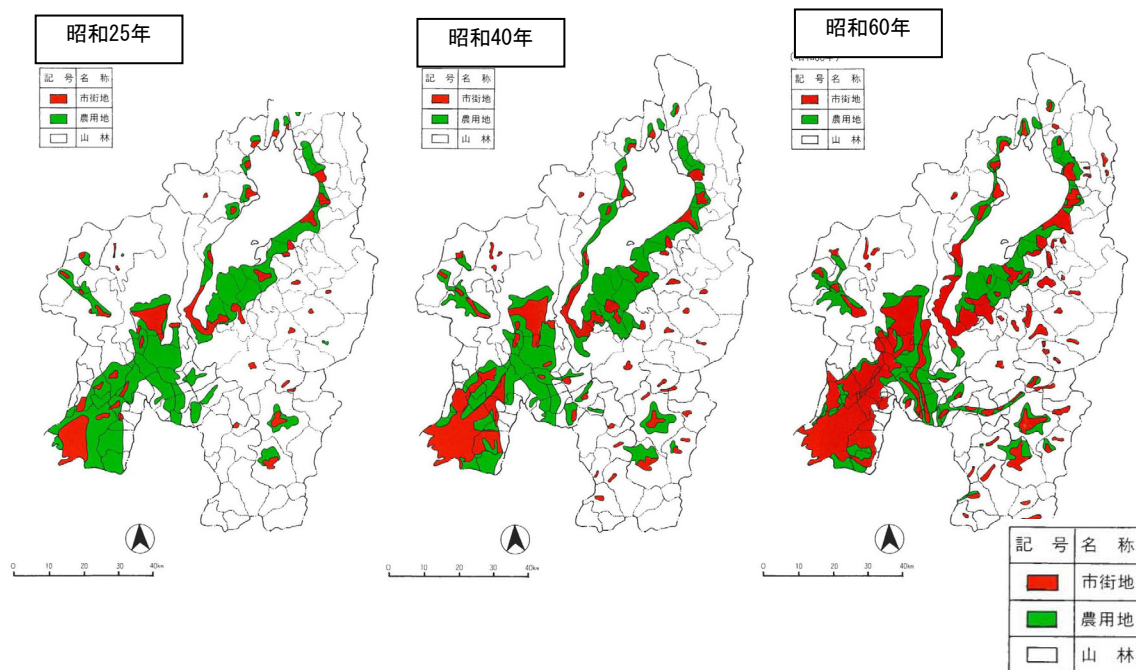 昭和25年
記 号 名 称
市街地
農用地
山 林
0 10 20 30 40km
昭和40年
記 号 名 称
市街地
農用地
山 林
0 10 20 30 40km
昭和60年
記 号 名 称
市街地
農用地
山 林
0 10 20 30 40km
記 号 名 称
市街地
農用地
山 林